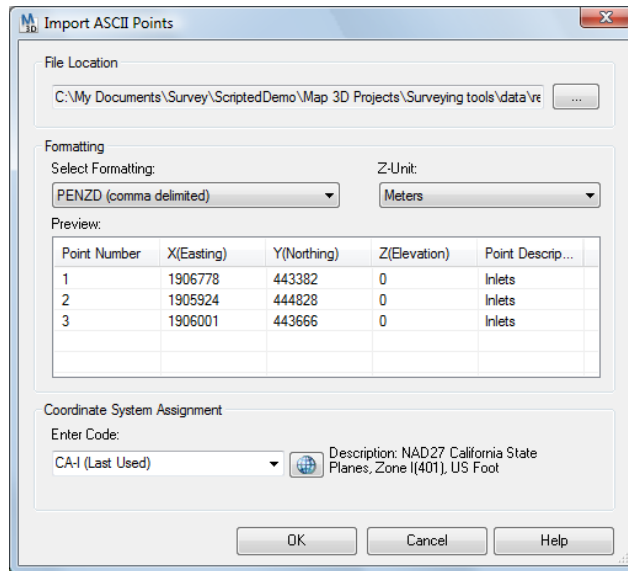 M 3D Import ASCII Points
File Location
C:\My Documents\Survey\ScriptedDemo\Map 3D Projects\Surveying tools\data\re ...
Formatting
Select Formatting: Z-Unit:
PENZD (comma delimited) Meters
Preview:
Point Number X(Easting) Y(Northing) Z(Elevation) Point Descrip...
1 1906778 443382 0 Inlets
2 1905924 444828 0 Inlets
3 1906001 443666 0 Inlets
Coordinate System Assignment
Enter Code:
CA-I (Last Used) Description: NAD27 California State
Planes, Zone I(401), US Foot
OK Cancel Help